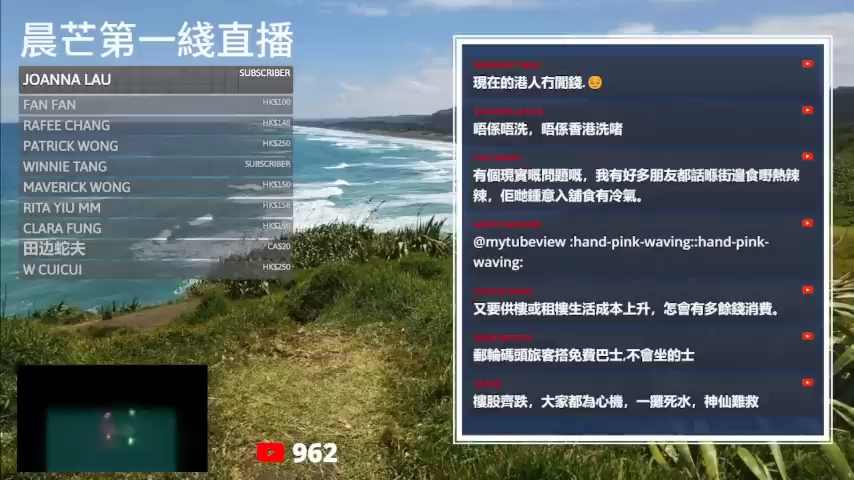 晨芒第一綫直播
JOANNA LAU SUBSCRIBER
FAN FAN HK$100
RAFEE CHANG HK$140
PATRICK WONG HK$250
WINNIE TANG SUBSCRIBER
MAVERICK WONG HK$150
RITA YIU MM HK$158
CLARA FUNG
田边蛇夫 CA$20
W CUICUI HK$250
現在的港人冇閒錢.😔
唔係唔洗，唔係香港洗啫
有個現實嘅問題嘅，我有好多朋友都話喺街邊食嘢熱辣
辣，佢哋鍾意入舖食有冷氣。
@mytubeview :hand-pink-waving::hand-pink-
waving:
又要供樓或租樓生活成本上升，怎會有多餘錢消費。
郵輪碼頭旅客搭免費巴士,不會坐的士
樓股齊跌，大家都為心機，一攤死水，神仙難救
962